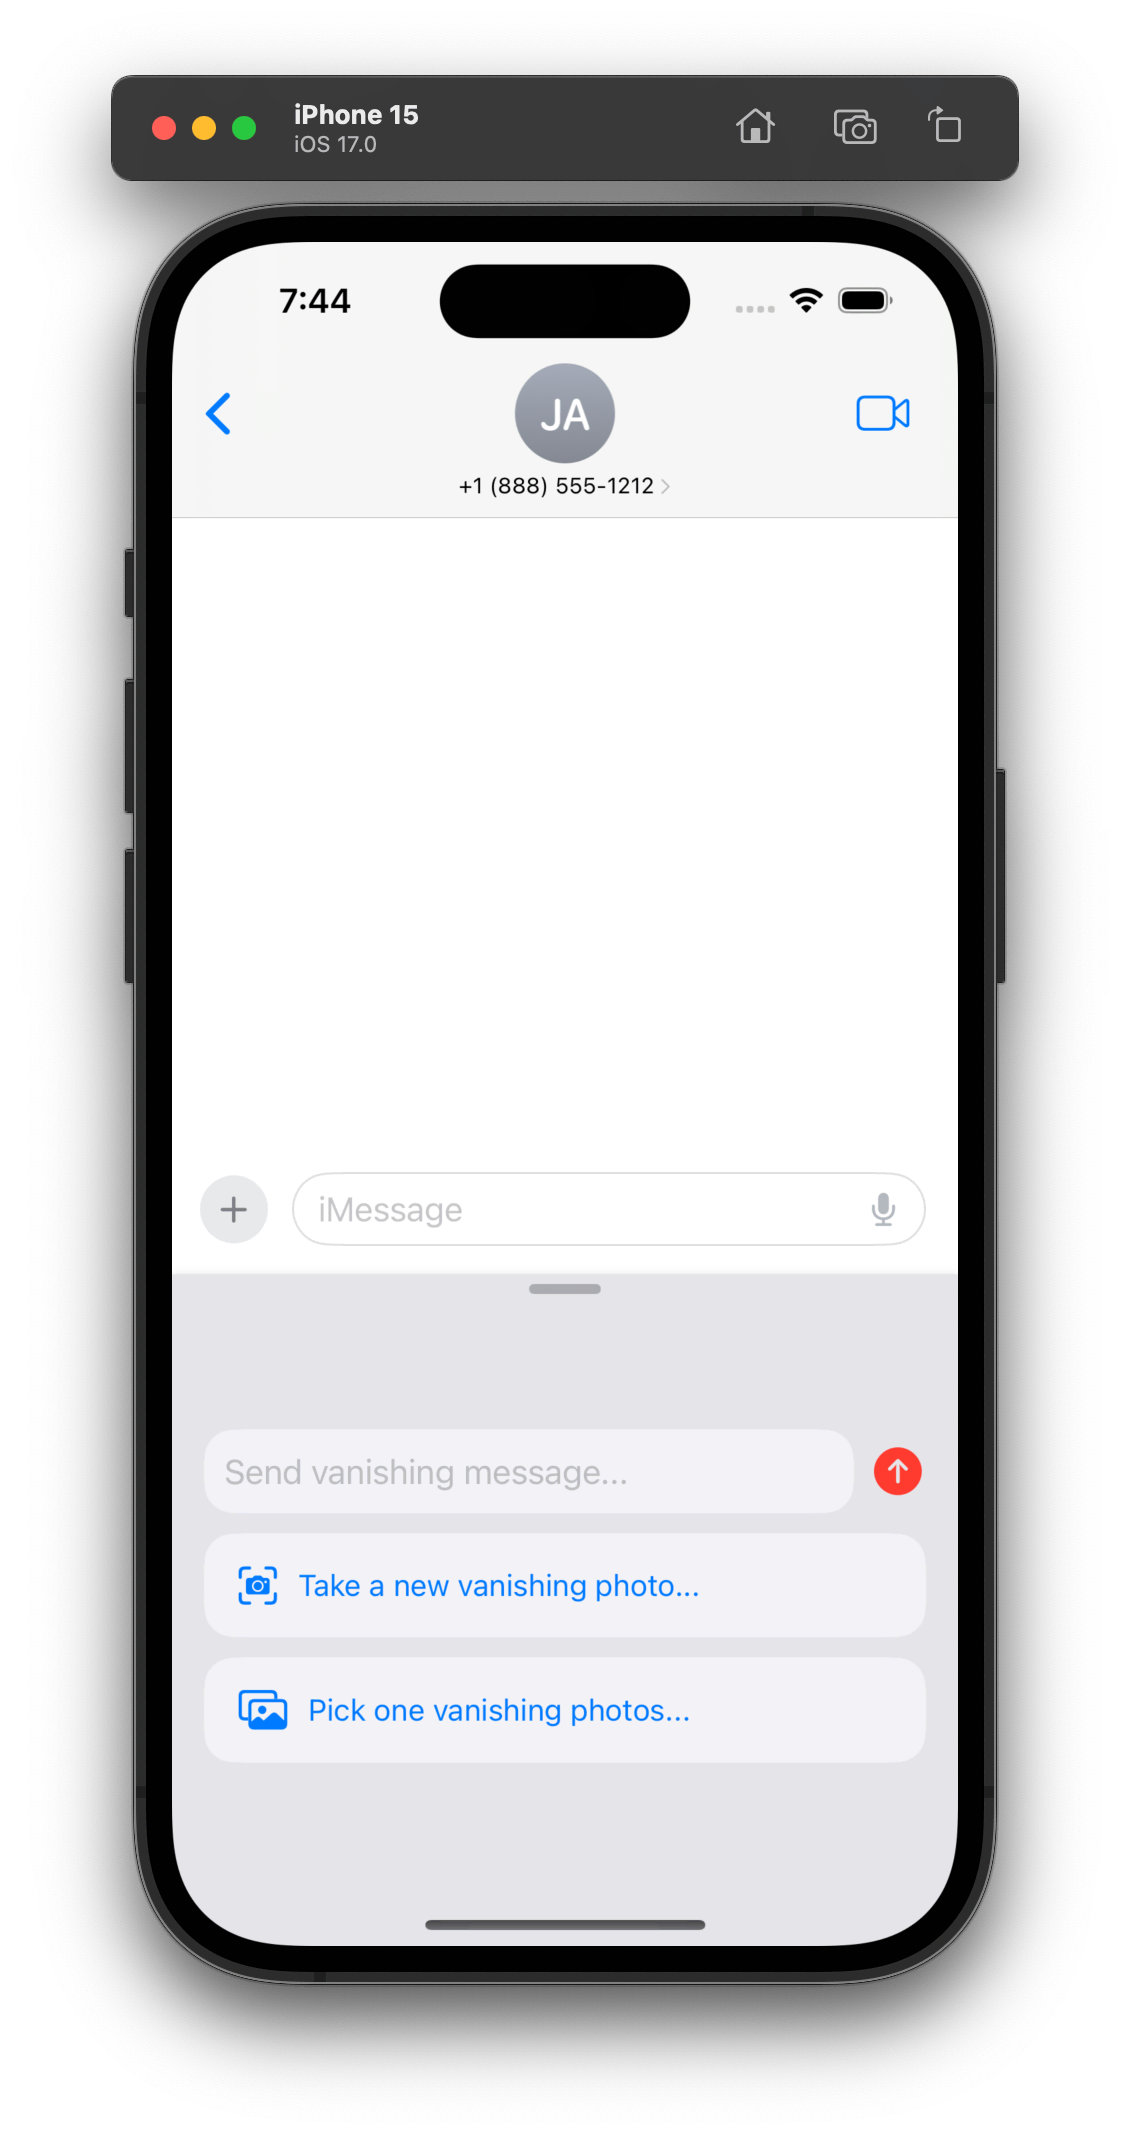 iPhone 15
iOS 17.0
7:44
JA
+1 (888) 555-1212
iMessage
Send vanishing message...
Take a new vanishing photo...
Pick one vanishing photos...